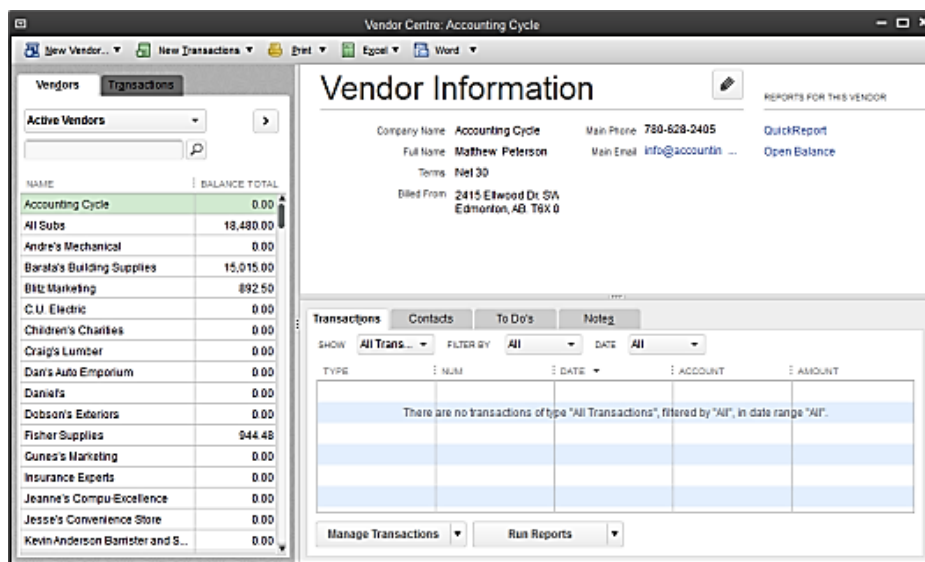 Vendor Centre: Accounting Cycle
New Vendor... New Transactions Print Excel Word
Vendors Transactions
Active Vendors
NAME BALANCE TOTAL
Accounting Cycle 0.00
All Subs 18,480.00
Andre's Mechanical 0.00
Barata's Building Supplies 15,015.00
Blitz Marketing 892.50
C.U. Electric 0.00
Children's Charities 0.00
Craig's Lumber 0.00
Dan's Auto Emporium 0.00
Daniel's 0.00
Dobson's Exteriors 0.00
Fisher Supplies 944.48
Gunes's Marketing 0.00
Insurance Experts 0.00
Jeanne's Compu-Excellence 0.00
Jesse's Convenience Store 0.00
Kevin Anderson Barrister and S... 0.00
Vendor Information
REPORTS FOR THIS VENDOR
Company Name Accounting Cycle Main Phone 780-628-2405 QuickReport
Full Name Matthew Peterson Main Email info@accountin ... Open Balance
Terms Net 30
Billed From 2415 Ellwood Dr. SW
Edmonton, AB. T6X 0
Transactions Contacts To Do's Notes
SHOW All Trans... FILTER BY All DATE All
TYPE NUM DATE ACCOUNT AMOUNT
There are no transactions of type "All Transactions", filtered by "All", in date range "All".
Manage Transactions Run Reports